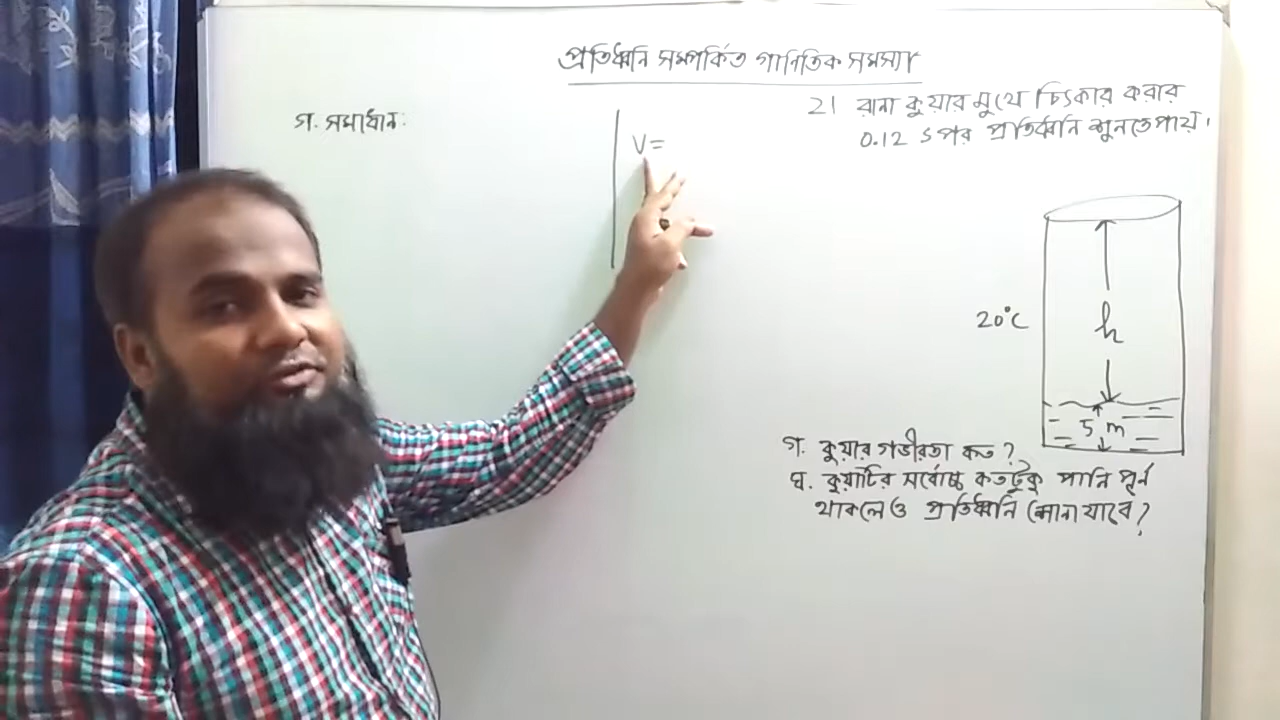 প্রতিধ্বনি সম্পর্কিত গানিতিক সমস্যা
গ. সমাধান:
V=
2। রানা কুয়ার মুখে চিৎকার করার
0.12 s পর প্রতিধ্বনি শুনতে পায়।
20°C
h
5 m
গ. কুয়ার গভীরতা কত?
ঘ. কুয়াটির সর্বোচ্চ কতটুকু পানি পূর্ন
থাকলেও প্রতিধ্বনি শোনা যাবে?